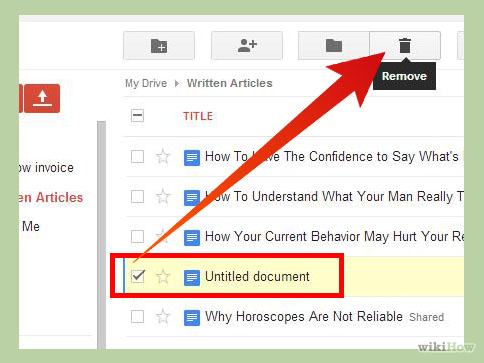 Remove
My Drive Written Articles
TITLE
ow invoice
How To Have The Confidence to Say What's
en Articles
How To Understand What Your Man Really T
Me
How Your Current Behavior May Hurt Your Re
Untitled document
Why Horoscopes Are Not Reliable Shared
wikiHow